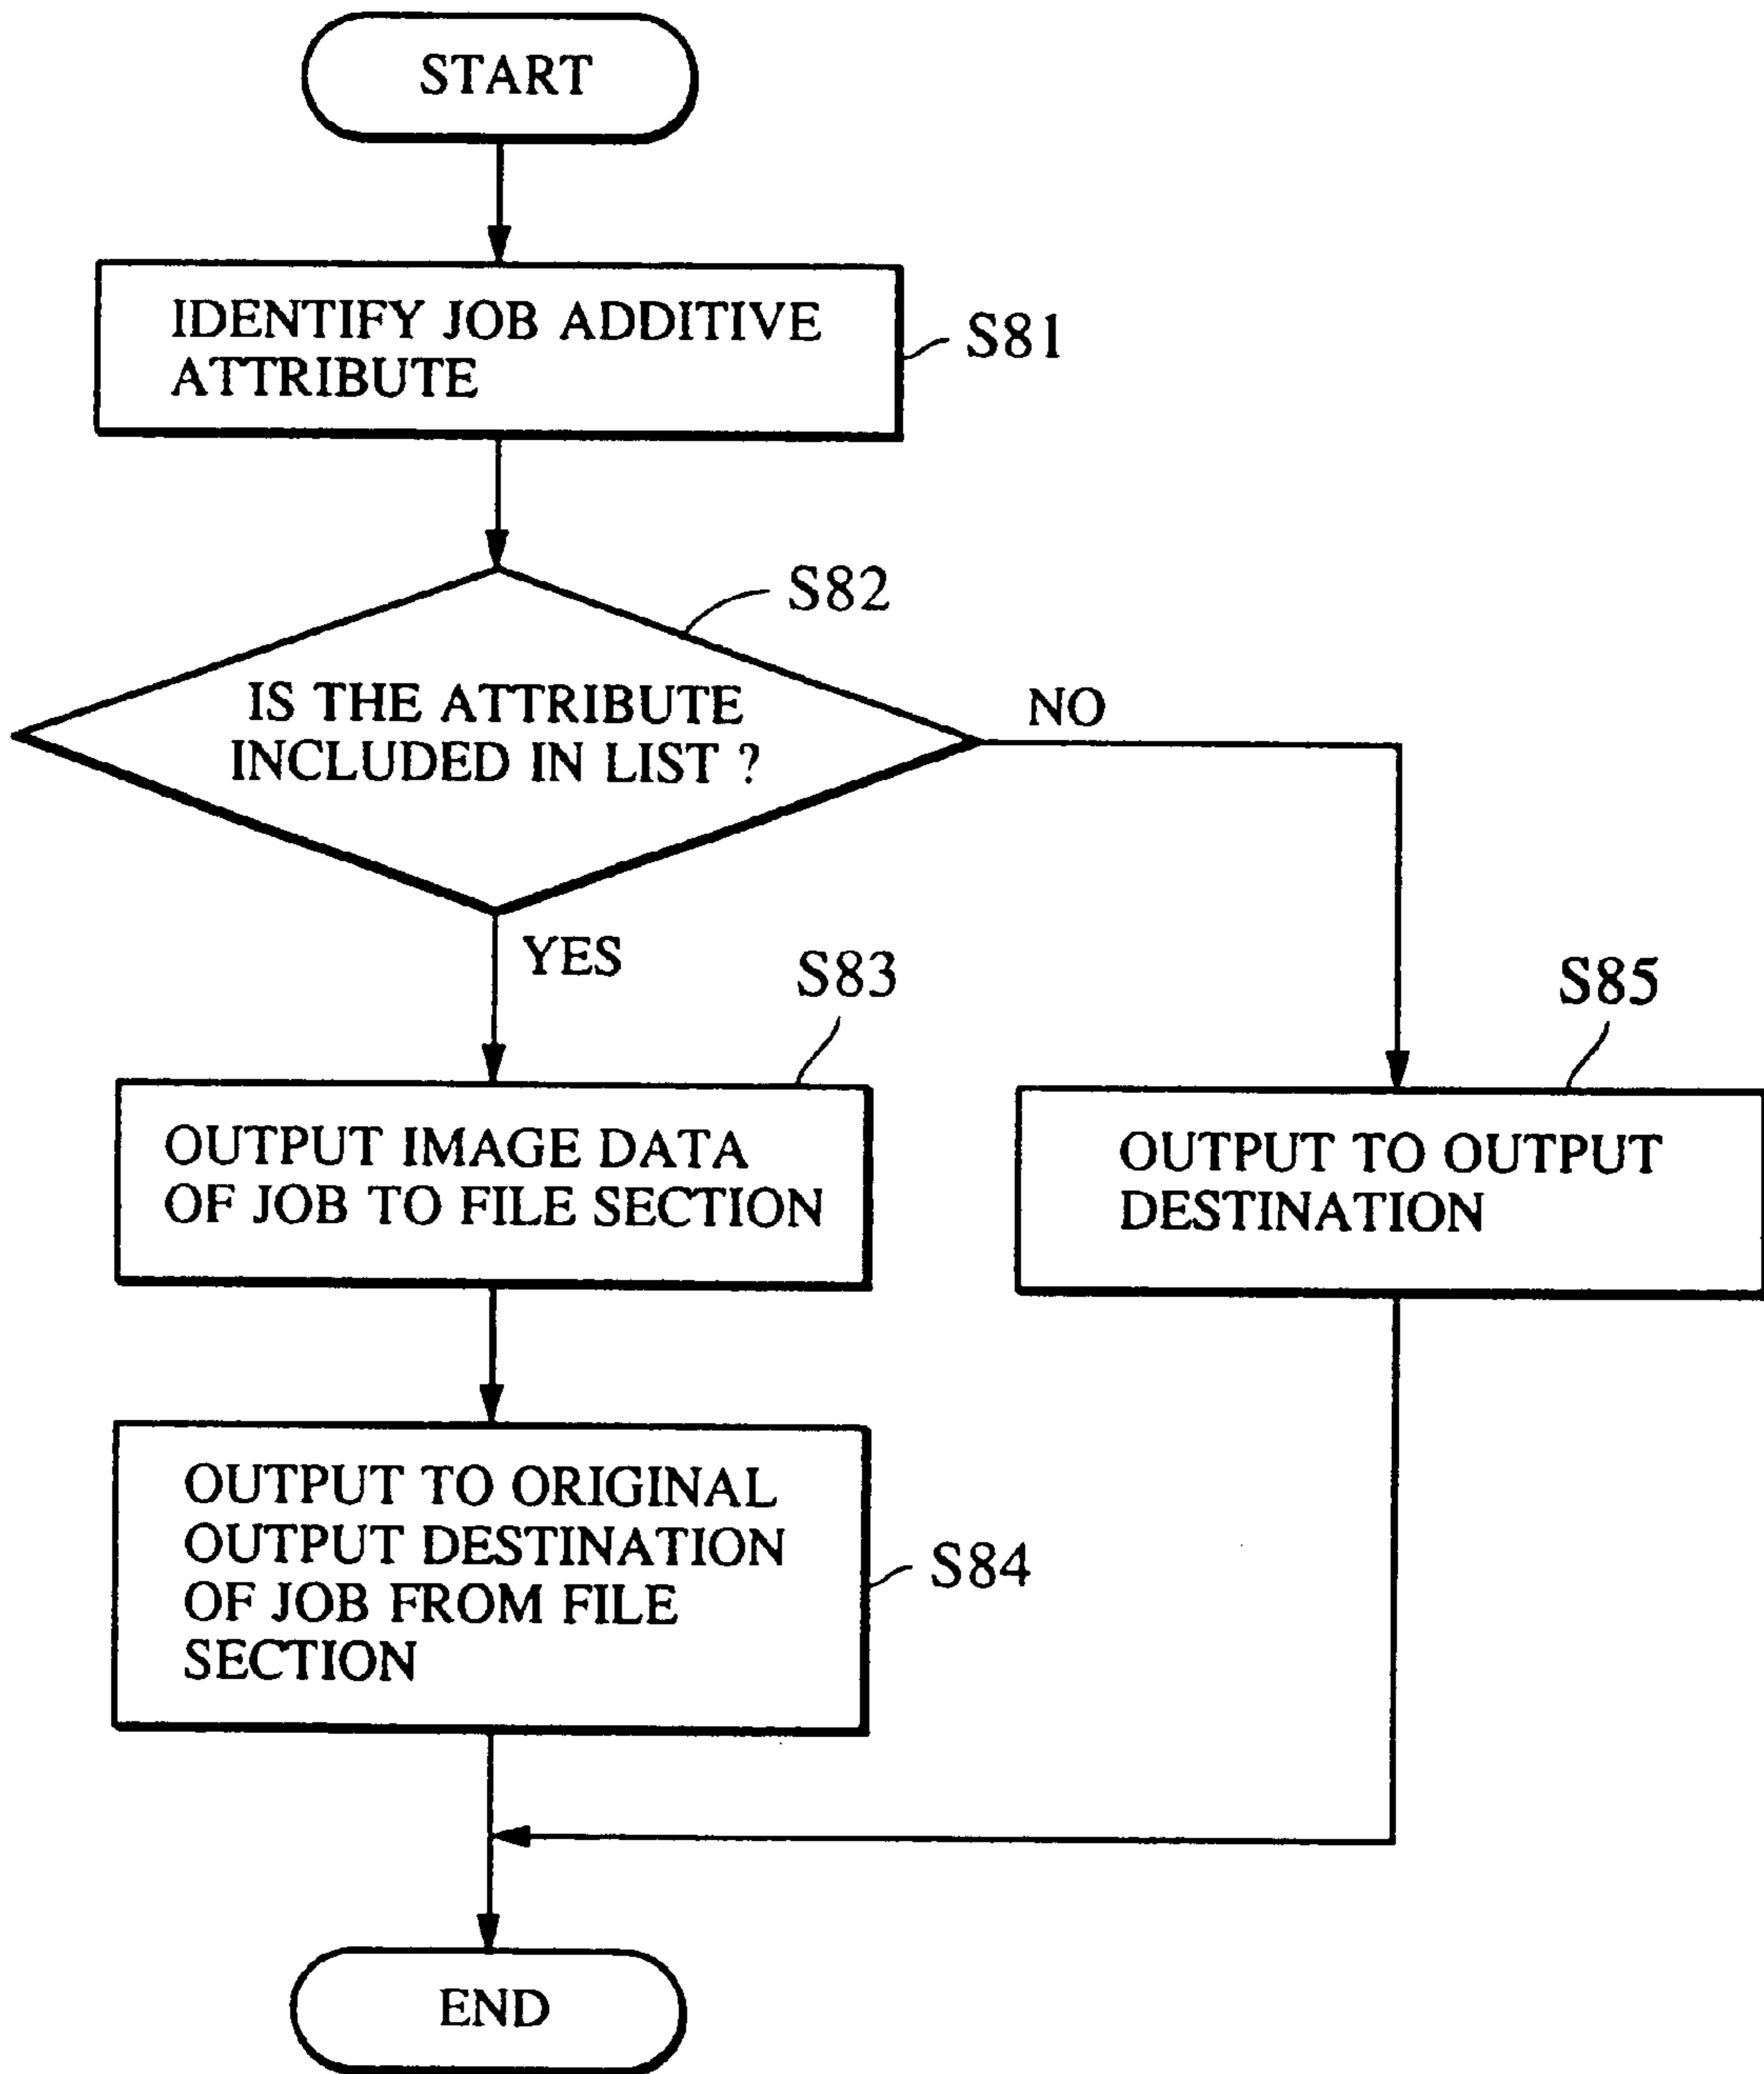 START
IDENTIFY JOB ADDITIVE
ATTRIBUTE
S81
S82
IS THE ATTRIBUTE
INCLUDED IN LIST ?
NO
YES
S83
S85
OUTPUT IMAGE DATA
OF JOB TO FILE SECTION
OUTPUT TO OUTPUT
DESTINATION
OUTPUT TO ORIGINAL
OUTPUT DESTINATION
OF JOB FROM FILE
SECTION
S84
END